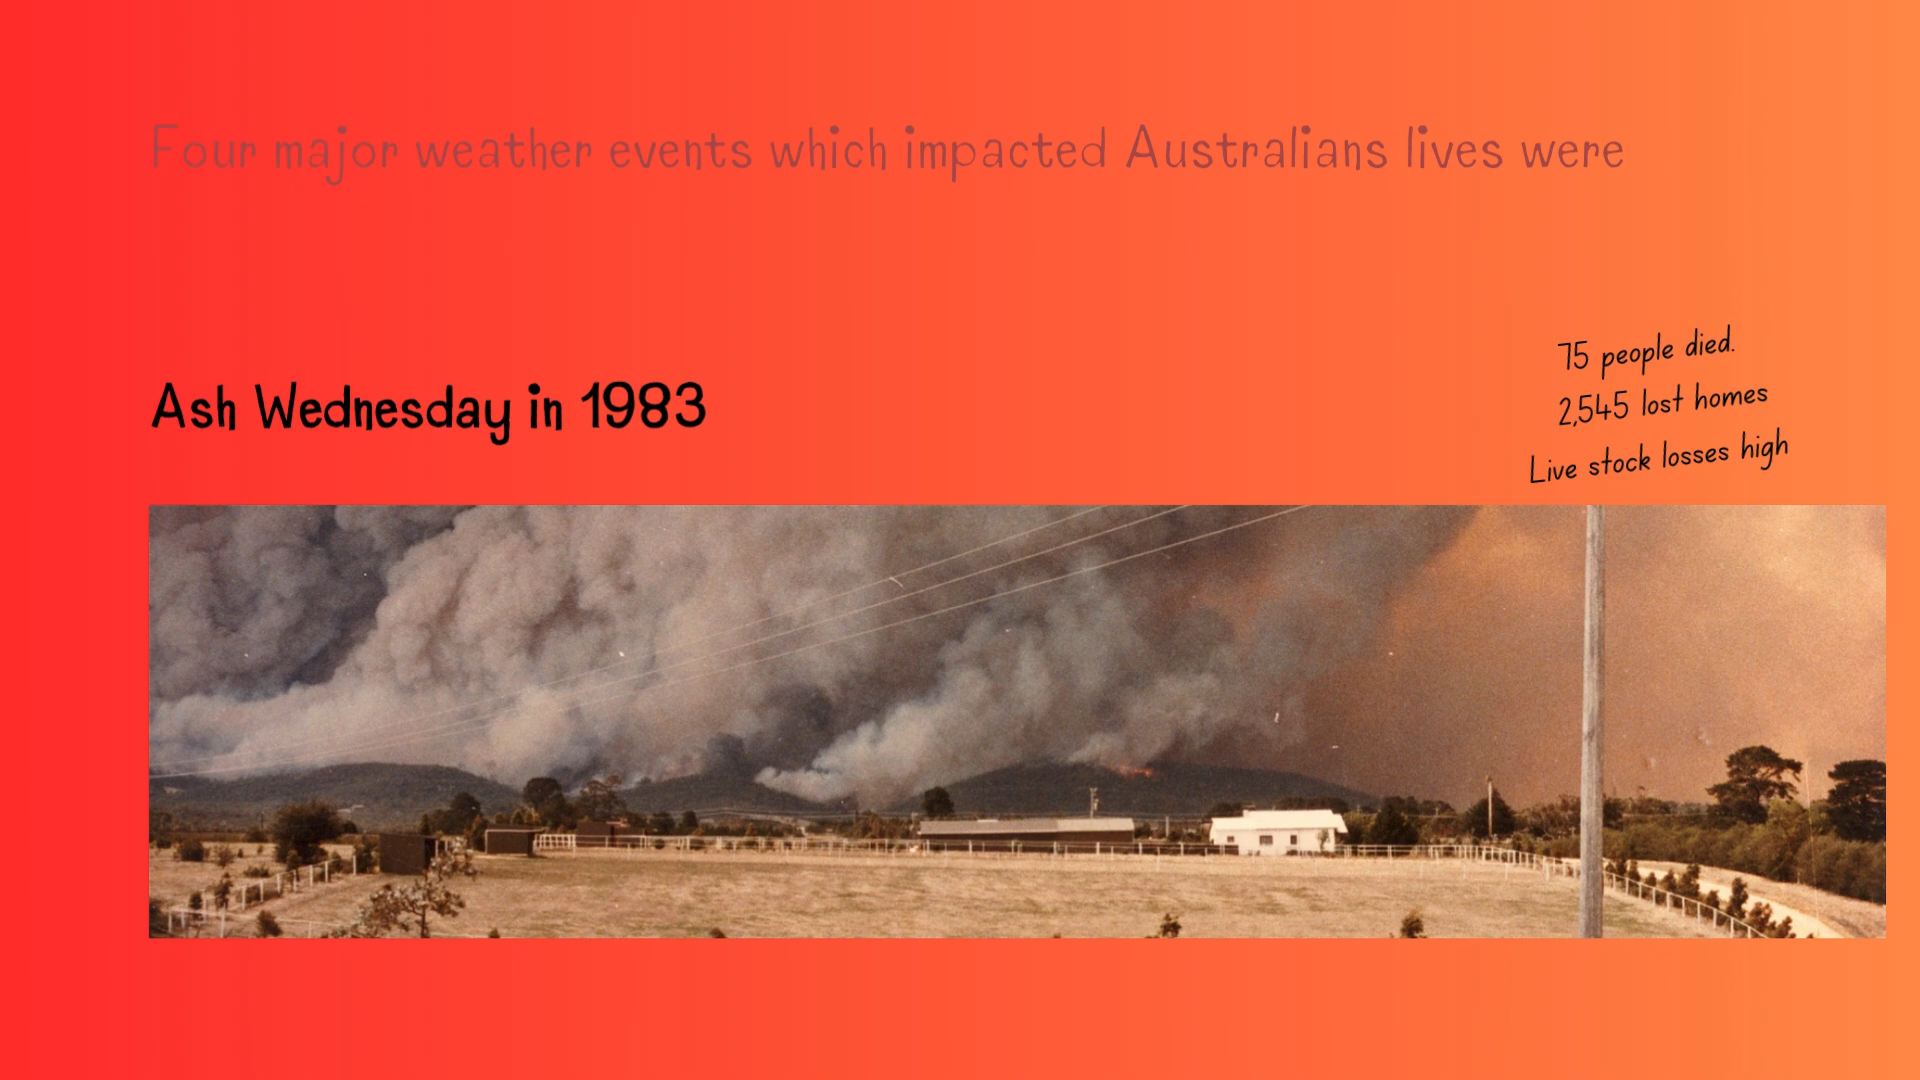 Four major weather events which impacted Australians lives were
Ash Wednesday in 1983
75 people died.
2,545 lost homes
Live stock losses high